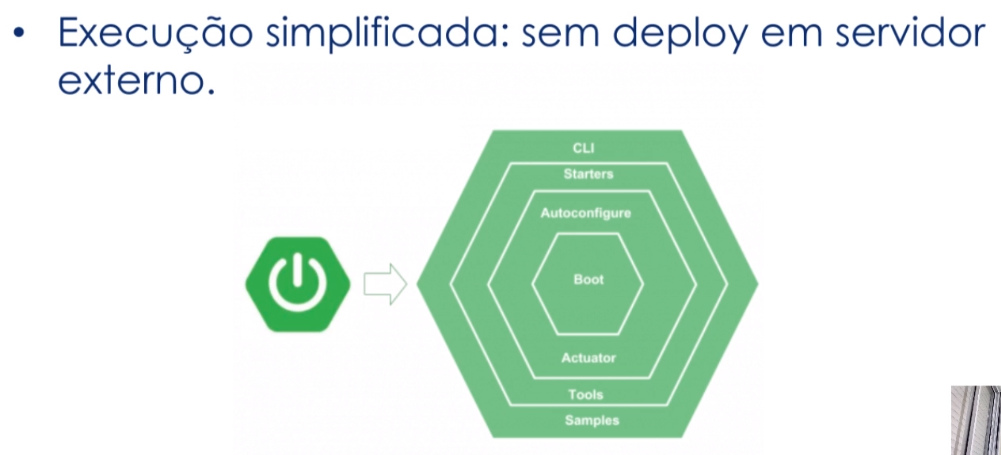 • Execução simplificada: sem deploy em servidor
externo.
CLI
Starters
Autoconfigure
Boot
Actuator
Tools
Samples